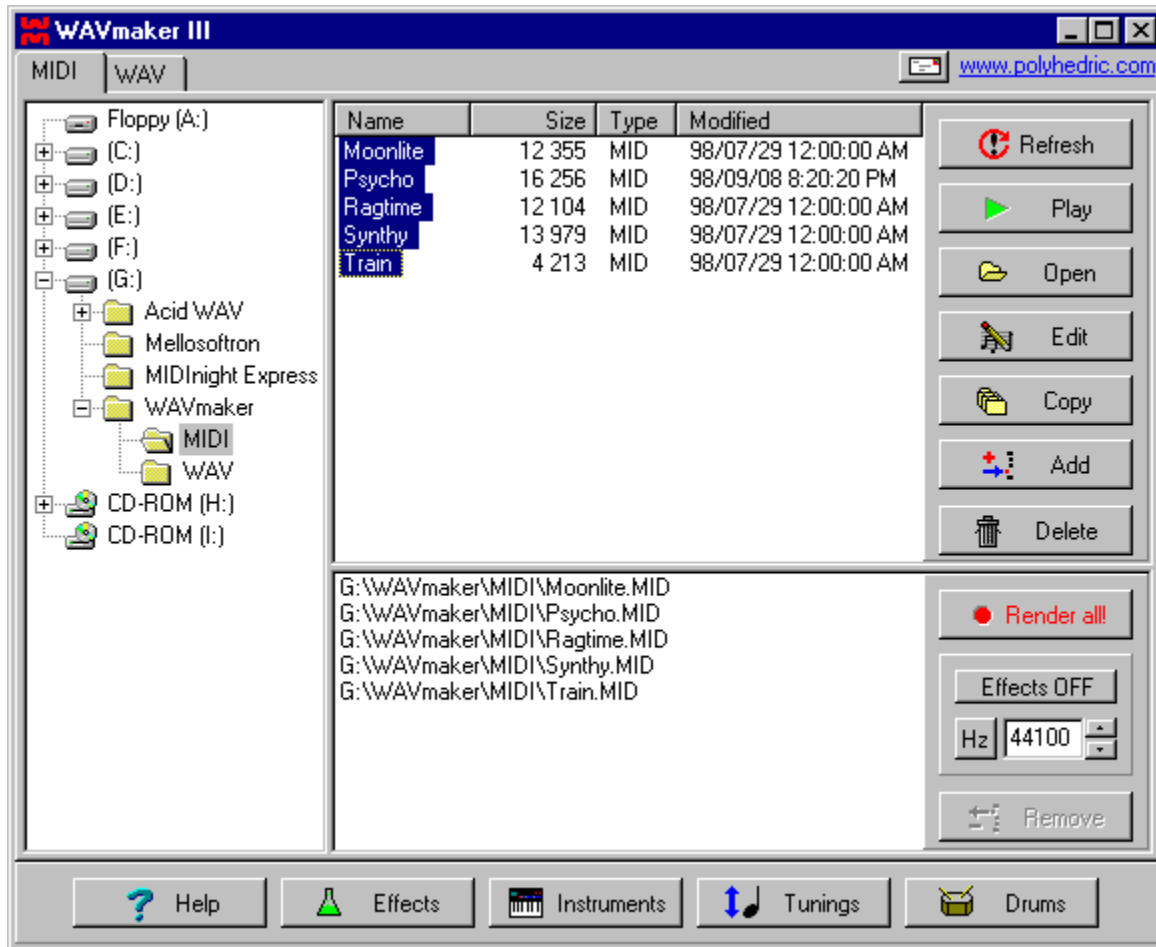 WAVmaker III
MIDI WAV www.polyhedric.com
Floppy (A:)
(C:)
(D:)
(E:)
(F:)
(G:)
Acid WAV
Mellosoftron
MIDInight Express
WAVmaker
MIDI
WAV
CD-ROM (H:)
CD-ROM (I:)
Name Size Type Modified
Moonlite 12 355 MID 98/07/29 12:00:00 AM
Psycho 16 256 MID 98/09/08 8:20:20 PM
Ragtime 12 104 MID 98/07/29 12:00:00 AM
Synthy 13 979 MID 98/07/29 12:00:00 AM
Train 4 213 MID 98/07/29 12:00:00 AM
Refresh
Play
Open
Edit
Copy
Add
Delete
G:\WAVmaker\MIDI\Moonlite.MID
G:\WAVmaker\MIDI\Psycho.MID
G:\WAVmaker\MIDI\Ragtime.MID
G:\WAVmaker\MIDI\Synthy.MID
G:\WAVmaker\MIDI\Train.MID
Render all!
Effects OFF
Hz 44100
Remove
Help Effects Instruments Tunings Drums